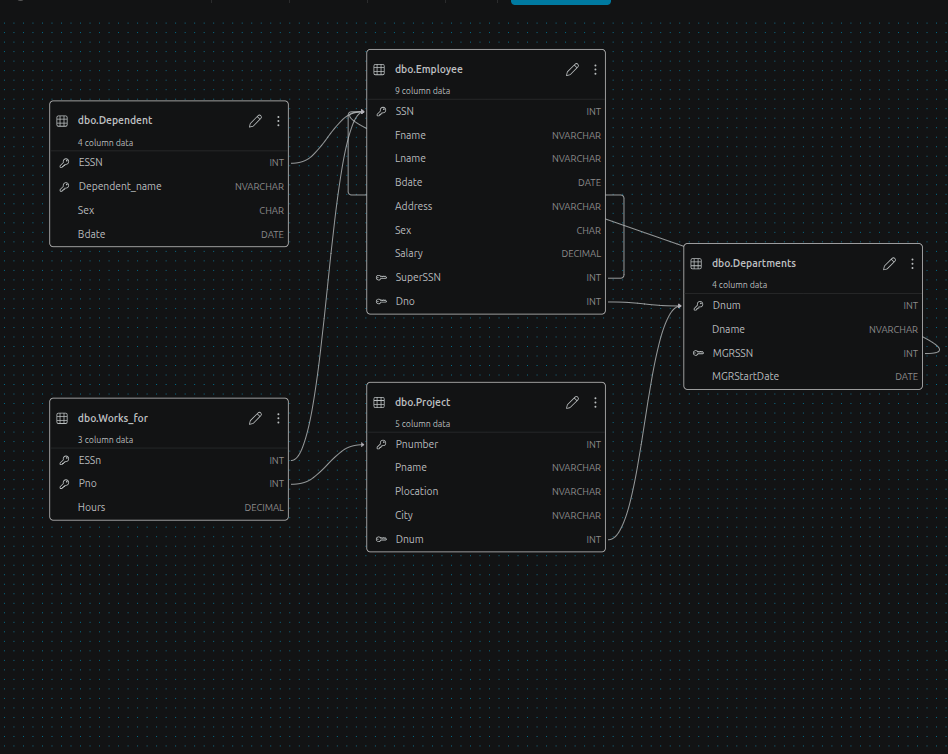 dbo.Employee
9 column data
SSN INT
Fname NVARCHAR
Lname NVARCHAR
Bdate DATE
Address NVARCHAR
Sex CHAR
Salary DECIMAL
SuperSSN INT
Dno INT
dbo.Dependent
4 column data
ESSN INT
Dependent_name NVARCHAR
Sex CHAR
Bdate DATE
dbo.Departments
4 column data
Dnum INT
Dname NVARCHAR
MGRSSN INT
MGRStartDate DATE
dbo.Works_for
3 column data
ESSn INT
Pno INT
Hours DECIMAL
dbo.Project
5 column data
Pnumber INT
Pname NVARCHAR
Plocation NVARCHAR
City NVARCHAR
Dnum INT